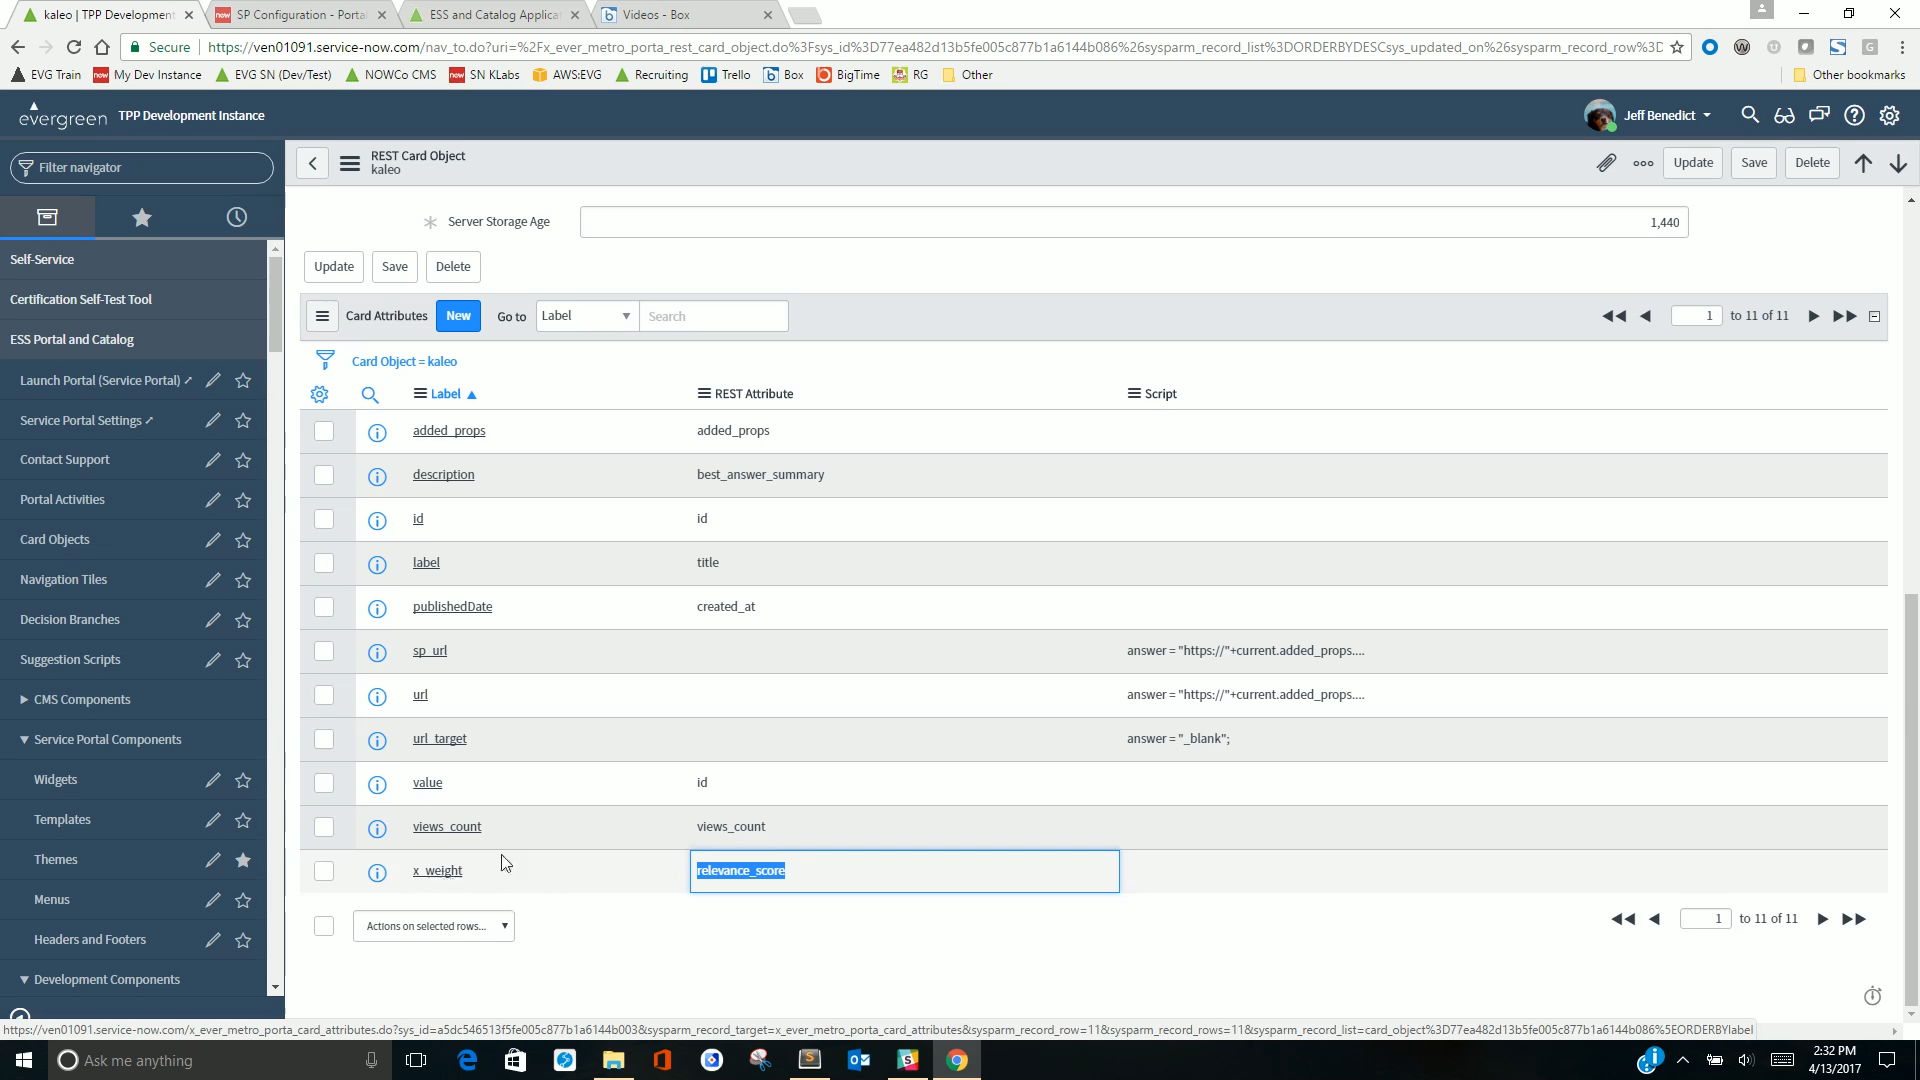 kaleo | TPP Development
SP Configuration - Porta
ESS and Catalog Applica
Videos - Box
Secure
https://ven01091.service-now.com/nav_to.do?uri=%2Fx_ever_metro_porta_rest_card_object.do%3Fsys_id%3D77ea482d13b5fe005c877b1a6144b086%26sysparm_record_list%3DORDERBYDESCsys_updated_on%26sysparm_record_row%3D
EVG Train
My Dev Instance
EVG SN (Dev/Test)
NOWCo CMS
SN KLabs
AWS:EVG
Recruiting
Trello
Box
BigTime
RG
Other
Other bookmarks
evergreen
TPP Development Instance
Jeff Benedict
Filter navigator
REST Card Object
kaleo
Update
Save
Delete
Self-Service
Certification Self-Test Tool
ESS Portal and Catalog
Launch Portal (Service Portal)
Service Portal Settings
Contact Support
Portal Activities
Card Objects
Navigation Tiles
Decision Branches
Suggestion Scripts
CMS Components
Service Portal Components
Widgets
Templates
Themes
Menus
Headers and Footers
Development Components
Server Storage Age
1,440
Update
Save
Delete
Card Attributes
New
Go to
Label
Search
1 to 11 of 11
Card Object = kaleo
Label
REST Attribute
Script
added_props
added_props
description
best_answer_summary
id
id
label
title
publishedDate
created_at
sp_url
answer = "https://"+current.added_props....
url
answer = "https://"+current.added_props....
url_target
answer = "_blank";
value
id
views_count
views_count
x_weight
relevance_score
Actions on selected rows...
1 to 11 of 11
https://ven01091.service-now.com/x_ever_metro_porta_card_attributes.do?sys_id=a5dc546513f5fe005c877b1a6144b003&sysparm_record_target=x_ever_metro_porta_card_attributes&sysparm_record_row=11&sysparm_record_rows=11&sysparm_record_list=card_object%3D77ea482d13b5fe005c877b1a6144b086%5EORDERBYlabel
Ask me anything
2:32 PM
4/13/2017